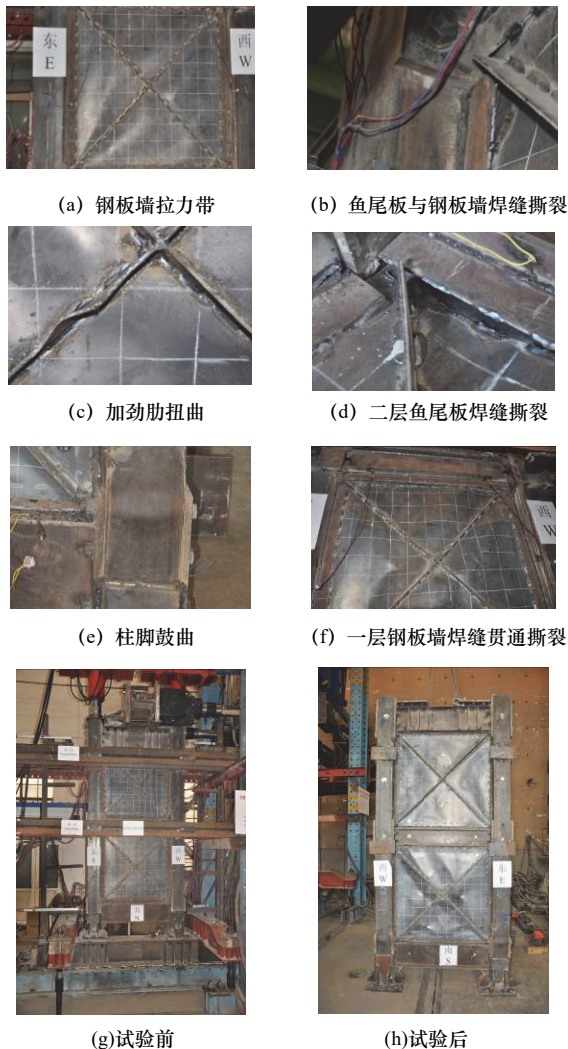 东
E
西
W
(a) 钢板墙拉力带
(b) 鱼尾板与钢板墙焊缝撕裂
(c) 加劲肋扭曲
(d) 二层鱼尾板焊缝撕裂
西
W
(e) 柱脚鼓曲
(f) 一层钢板墙焊缝贯通撕裂
东
E
西
W
S
西
W
东
E
南
S
(g)试验前
(h)试验后